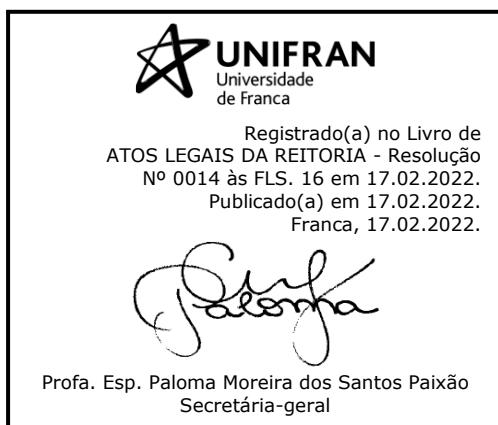 UNIFRAN
Universidade
de Franca
Registrado(a) no Livro de
ATOS LEGAIS DA REITORIA - Resolução
Nº 0014 às FLS. 16 em 17.02.2022.
Publicado(a) em 17.02.2022.
Franca, 17.02.2022.
Paloma
Profa. Esp. Paloma Moreira dos Santos Paixão
Secretária-geral